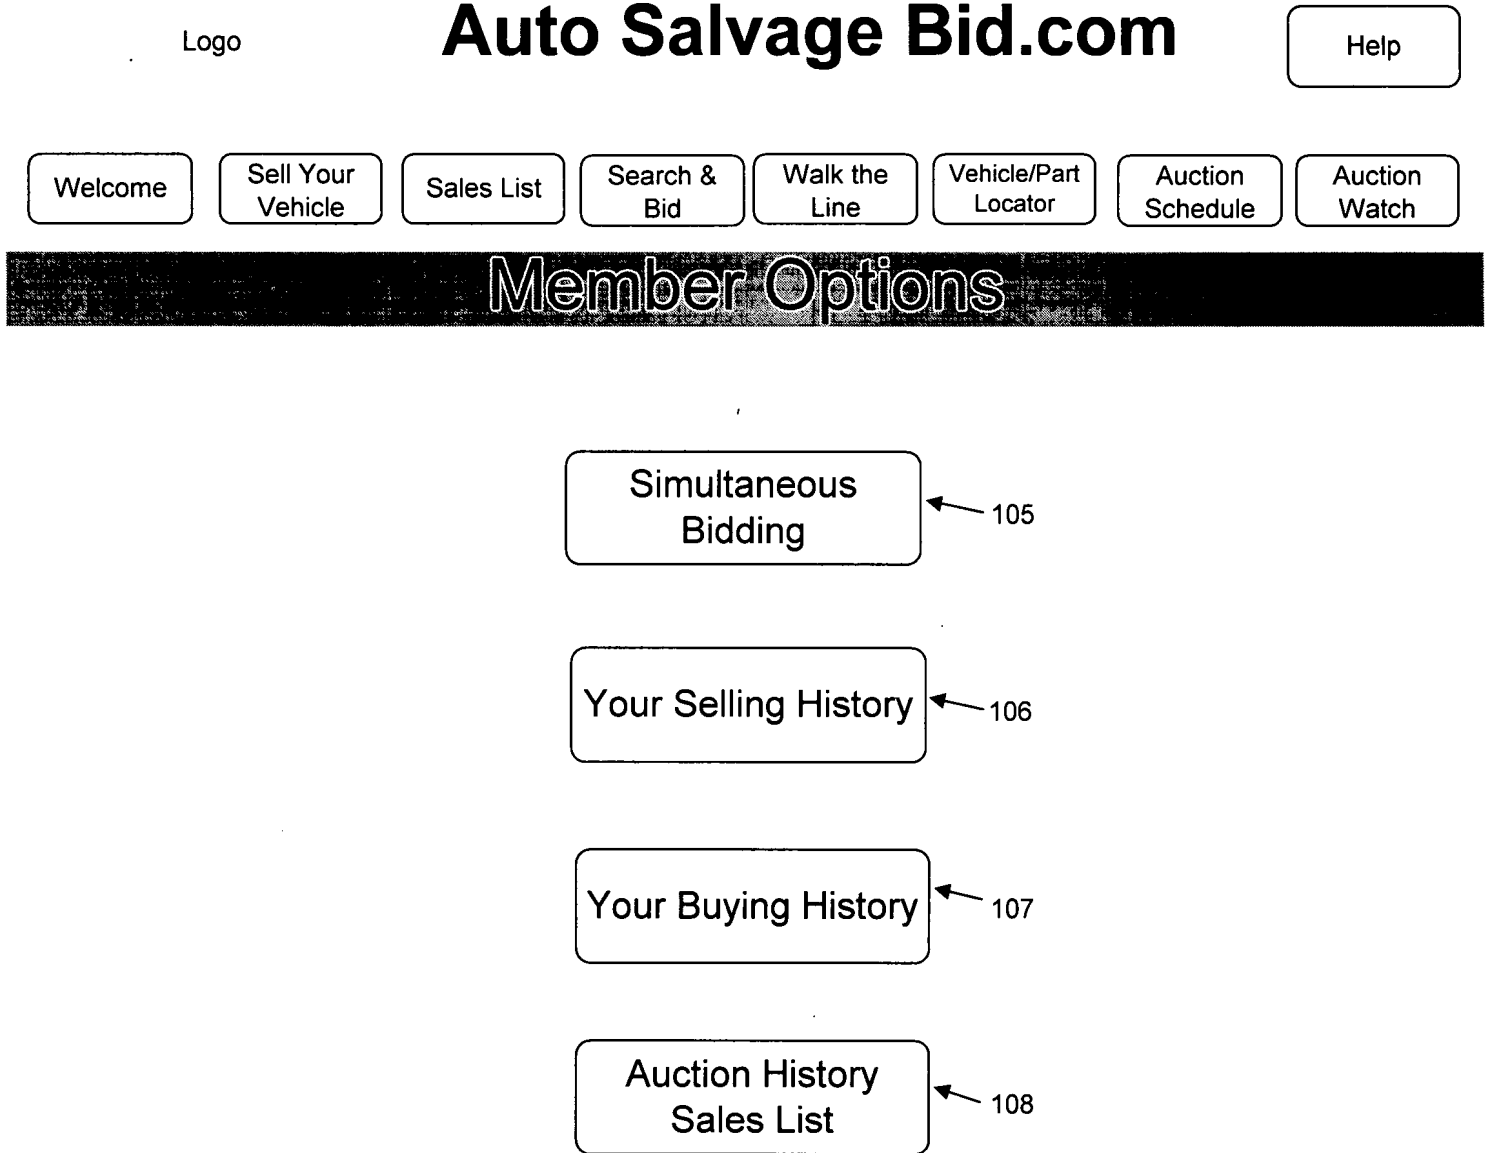 Logo
Auto Salvage Bid.com
Help
Welcome
Sell Your
Vehicle
Sales List
Search &
Bid
Walk the
Line
Vehicle/Part
Locator
Auction
Schedule
Auction
Watch
Member Options
Simultaneous
Bidding
105
Your Selling History
106
Your Buying History
107
Auction History
Sales List
108